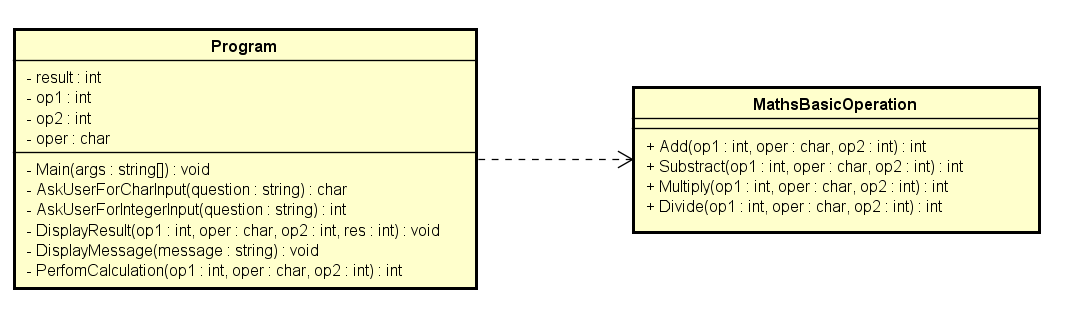 Program
- result : int
- op1 : int
- op2 : int
- oper : char
- Main(args : string[]) : void
- AskUserForCharInput(question : string) : char
- AskUserForIntegerInput(question : string) : int
- DisplayResult(op1 : int, oper : char, op2 : int, res : int) : void
- DisplayMessage(message : string) : void
- PerfomCalculation(op1 : int, oper : char, op2 : int) : int
MathsBasicOperation
+ Add(op1 : int, oper : char, op2 : int) : int
+ Substract(op1 : int, oper : char, op2 : int) : int
+ Multiply(op1 : int, oper : char, op2 : int) : int
+ Divide(op1 : int, oper : char, op2 : int) : int